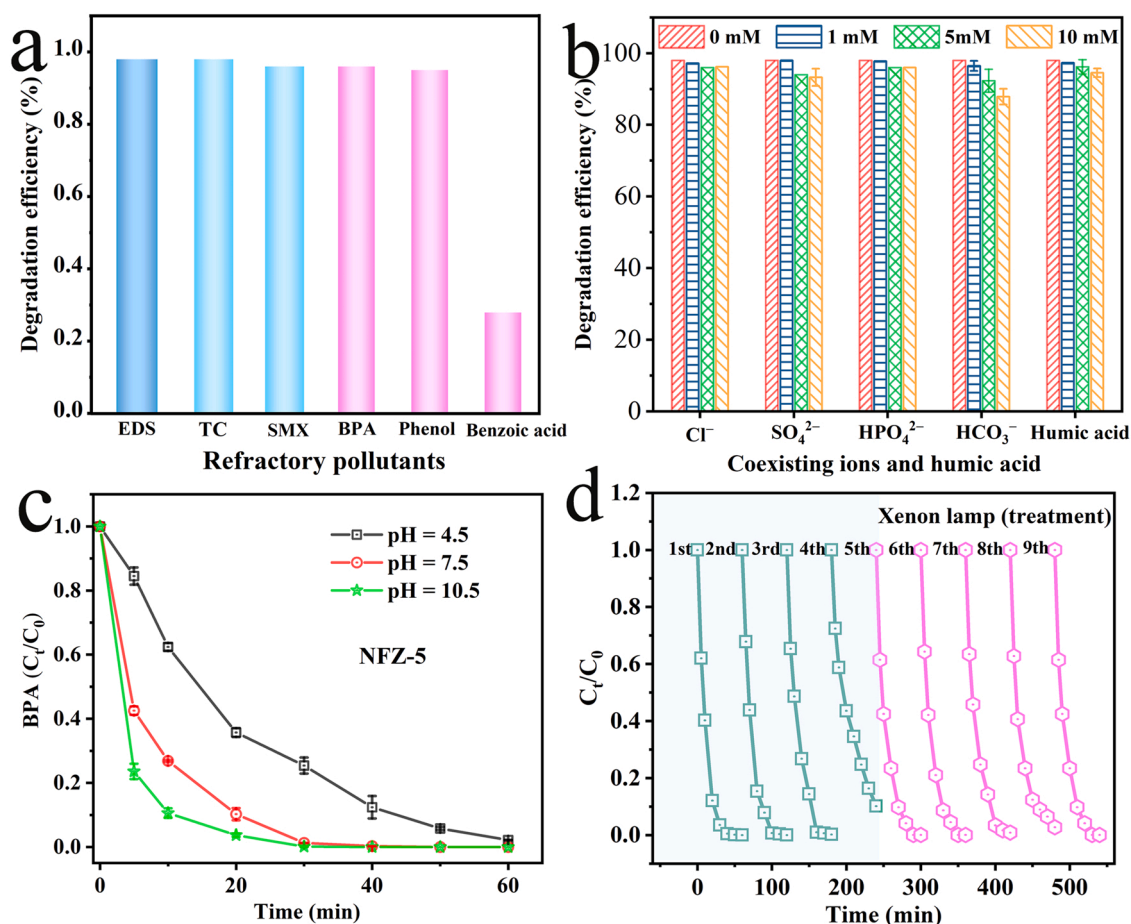 a
Degradation efficiency (%)
1.0
0.8
0.6
0.4
0.2
0.0
EDS TC SMX BPA Phenol Benzoic acid
Refractory pollutants
b
0 mM 1 mM 5mM 10 mM
Degradation efficiency (%)
100
80
60
40
20
0
Cl⁻ SO₄²⁻ HPO₄²⁻ HCO₃⁻ Humic acid
Coexisting ions and humic acid
c
BPA (Cₜ/C₀)
1.0
0.8
0.6
0.4
0.2
0.0
pH = 4.5
pH = 7.5
pH = 10.5
NFZ-5
0 20 40 60
Time (min)
d
Cₜ/C₀
1.2
1.0
0.8
0.6
0.4
0.2
0.0
Xenon lamp (treatment)
1st 2nd 3rd 4th 5th 6th 7th 8th 9th
0 100 200 300 400 500
Time (min)